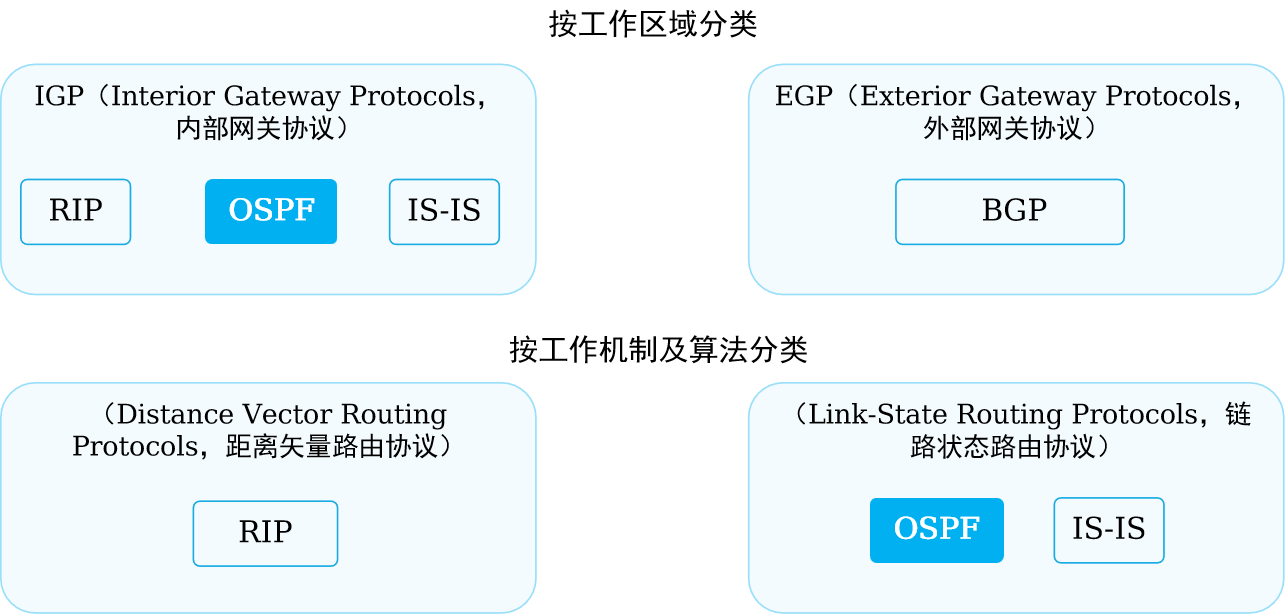 按工作区域分类
IGP（Interior Gateway Protocols，
内部网关协议）
EGP（Exterior Gateway Protocols，
外部网关协议）
RIP
OSPF
IS-IS
BGP
按工作机制及算法分类
（Distance Vector Routing
Protocols，距离矢量路由协议）
（Link-State Routing Protocols，链
路状态路由协议）
RIP
OSPF
IS-IS